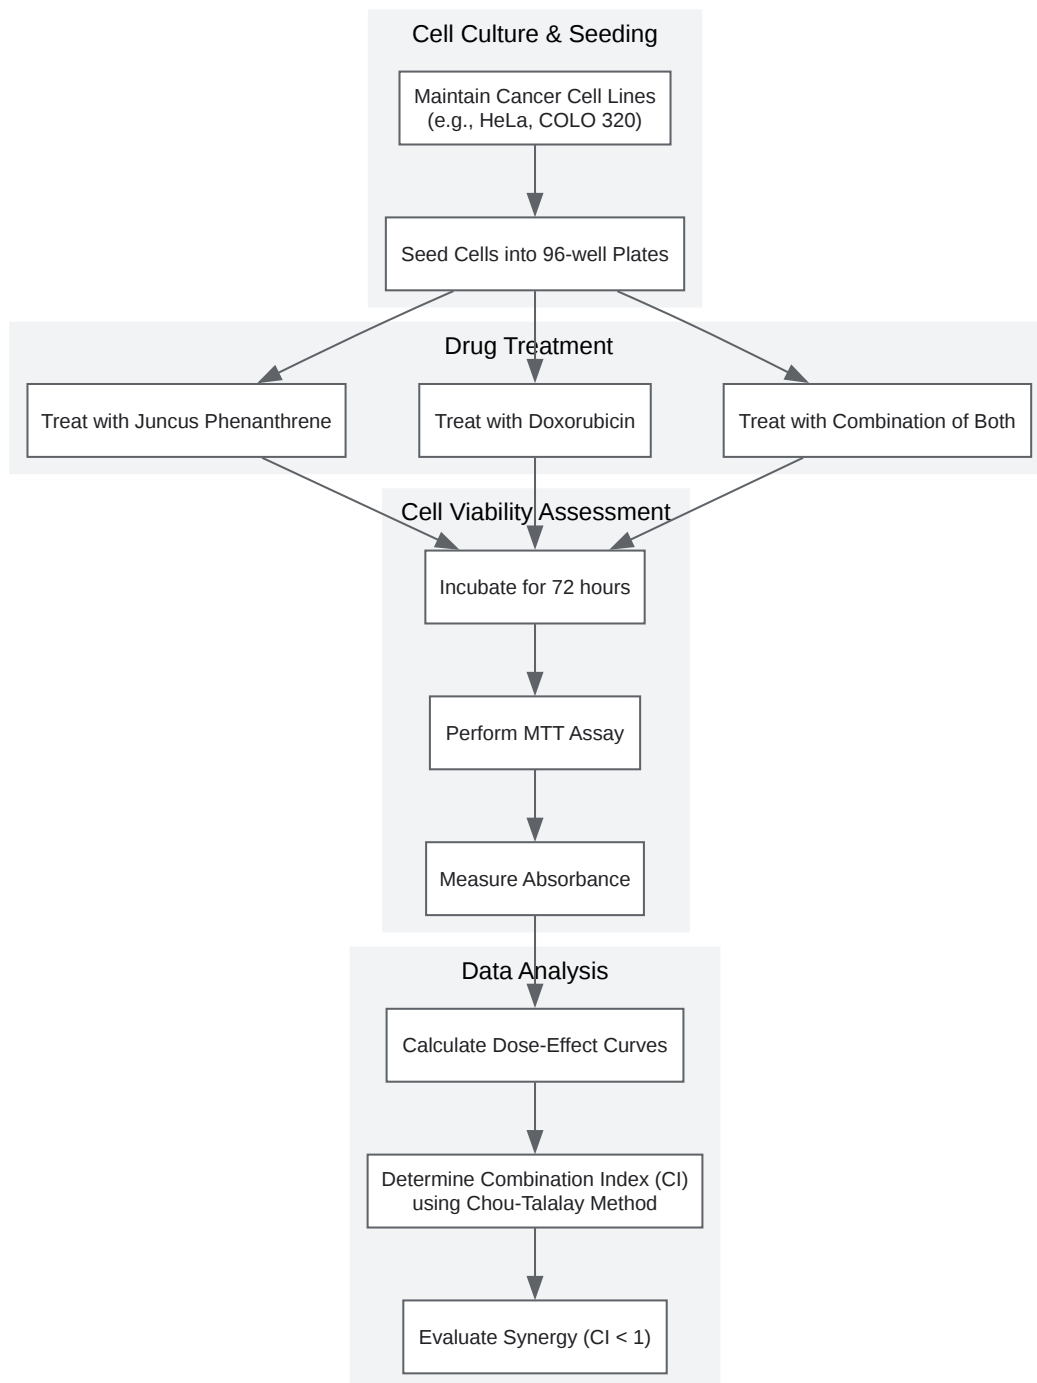 Cell Culture & Seeding
Maintain Cancer Cell Lines
(e.g., HeLa, COLO 320)
Seed Cells into 96-well Plates
Drug Treatment
Treat with Juncus Phenanthrene
Treat with Doxorubicin
Treat with Combination of Both
Cell Viability Assessment
Incubate for 72 hours
Perform MTT Assay
Measure Absorbance
Data Analysis
Calculate Dose-Effect Curves
Determine Combination Index (CI)
using Chou-Talalay Method
Evaluate Synergy (CI < 1)